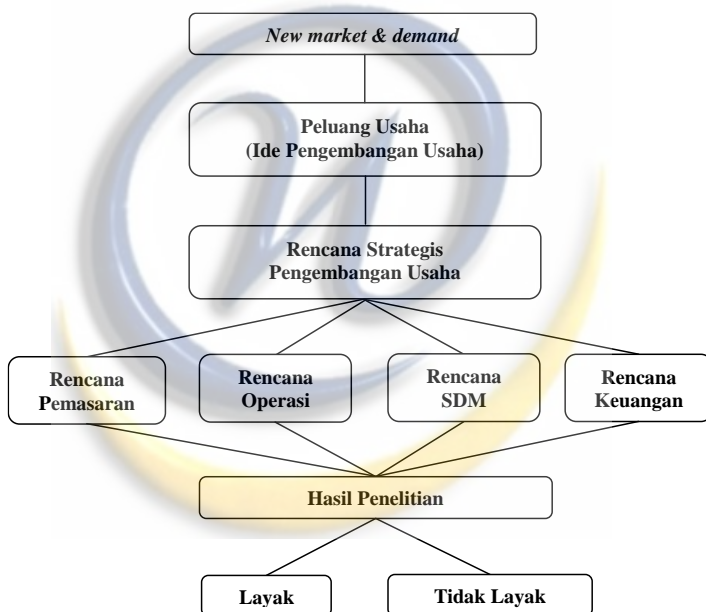 New market & demand
Peluang Usaha
(Ide Pengembangan Usaha)
Rencana Strategis
Pengembangan Usaha
Rencana
Pemasaran
Rencana
Operasi
Rencana
SDM
Rencana
Keuangan
Hasil Penelitian
Layak
Tidak Layak